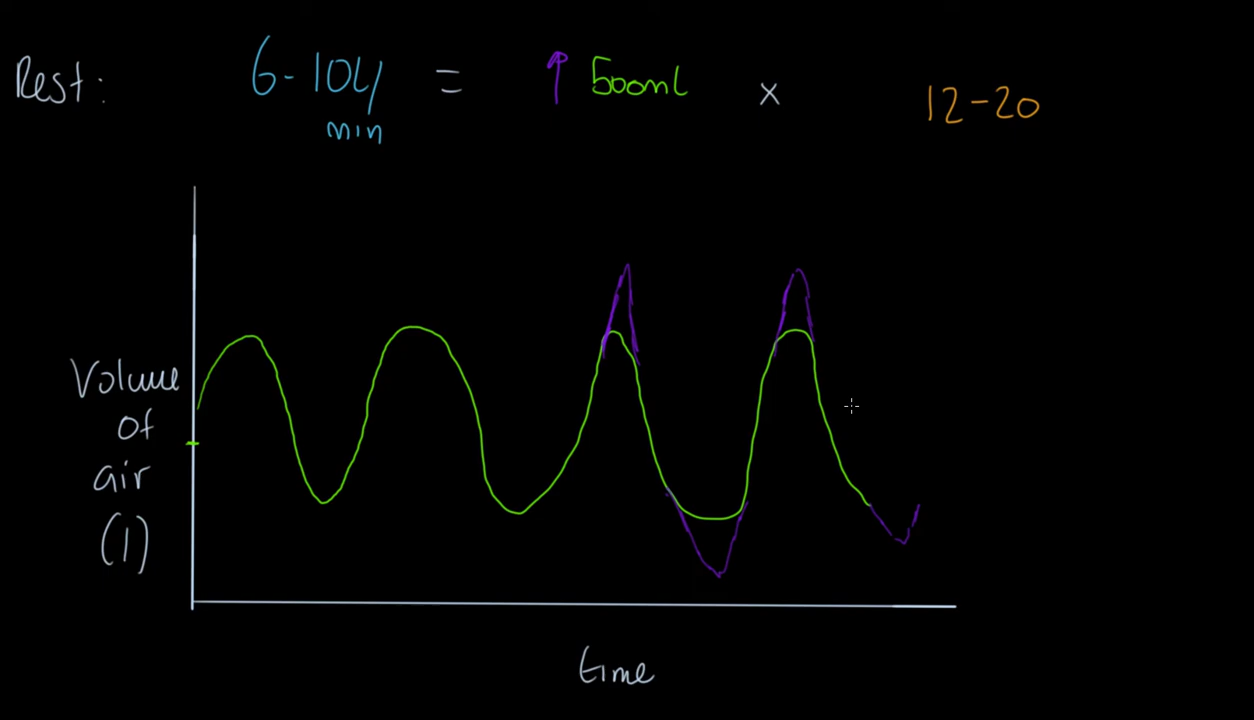 Rest: 6-10L/min = ↑ 500ml x 12-20
Volume
of
air
(l)
time